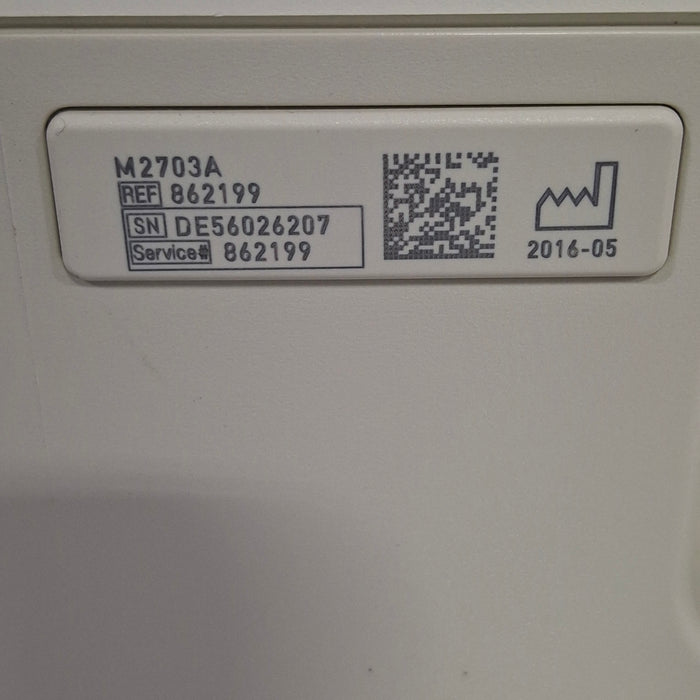 M2703A
REF 862199
SN DE56026207
Service# 862199
2016-05